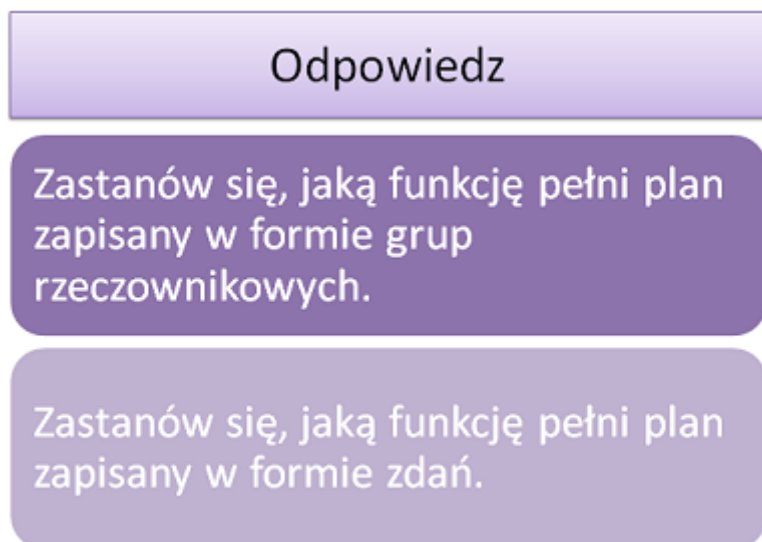 Odpowiedz
Zastanów się, jaką funkcję pełni plan
zapisany w formie grup
rzeczownikowych.
Zastanów się, jaką funkcję pełni plan
zapisany w formie zdań.